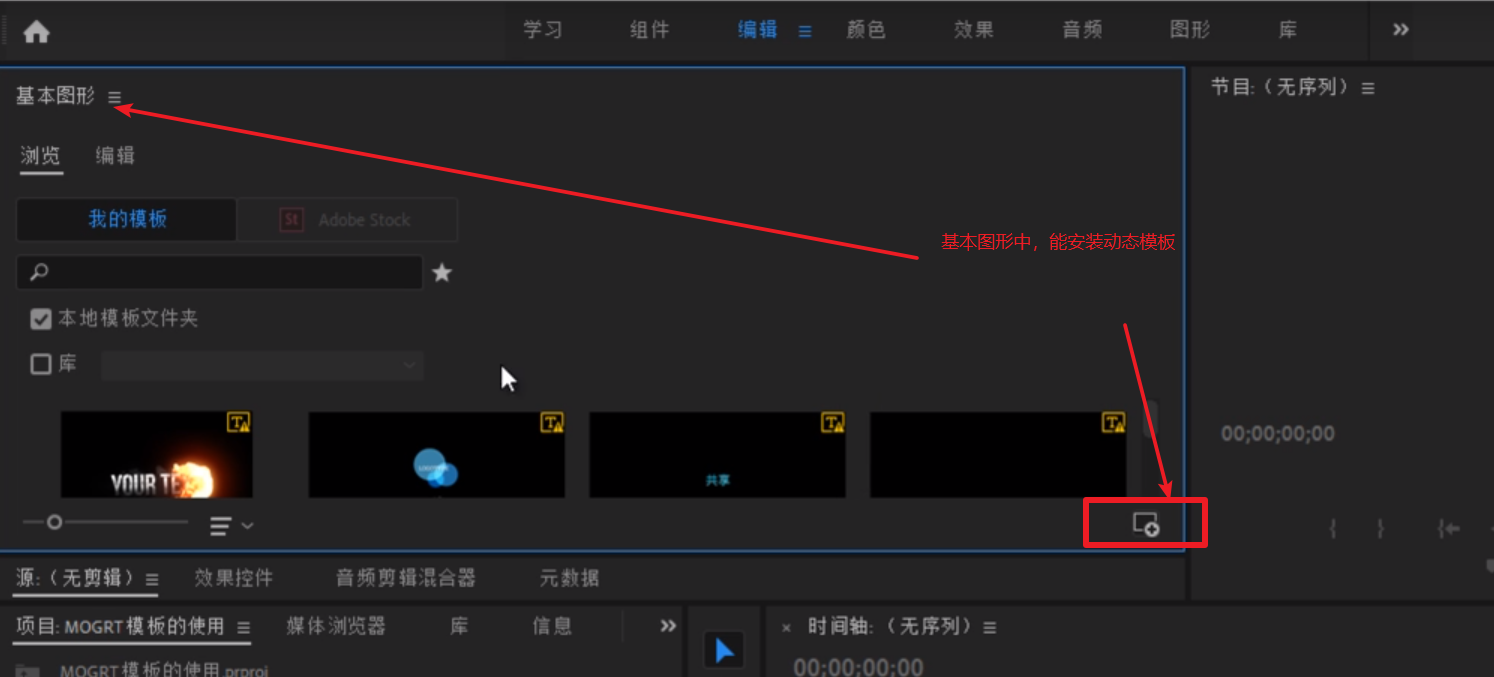 学习 组件 编辑 颜色 效果 音频 图形 库
基本图形
节目:（无序列）
浏览 编辑
我的模板 St Adobe Stock
基本图形中，能安装动态模板
本地模板文件夹
库
YOUR TE
共享
00;00;00;00
源:（无剪辑） 效果控件 音频剪辑混合器 元数据
项目: MOGRT模板的使用 媒体浏览器 库 信息
× 时间轴:（无序列）
MOGRT模板的使用.prproj
00;00;00;00